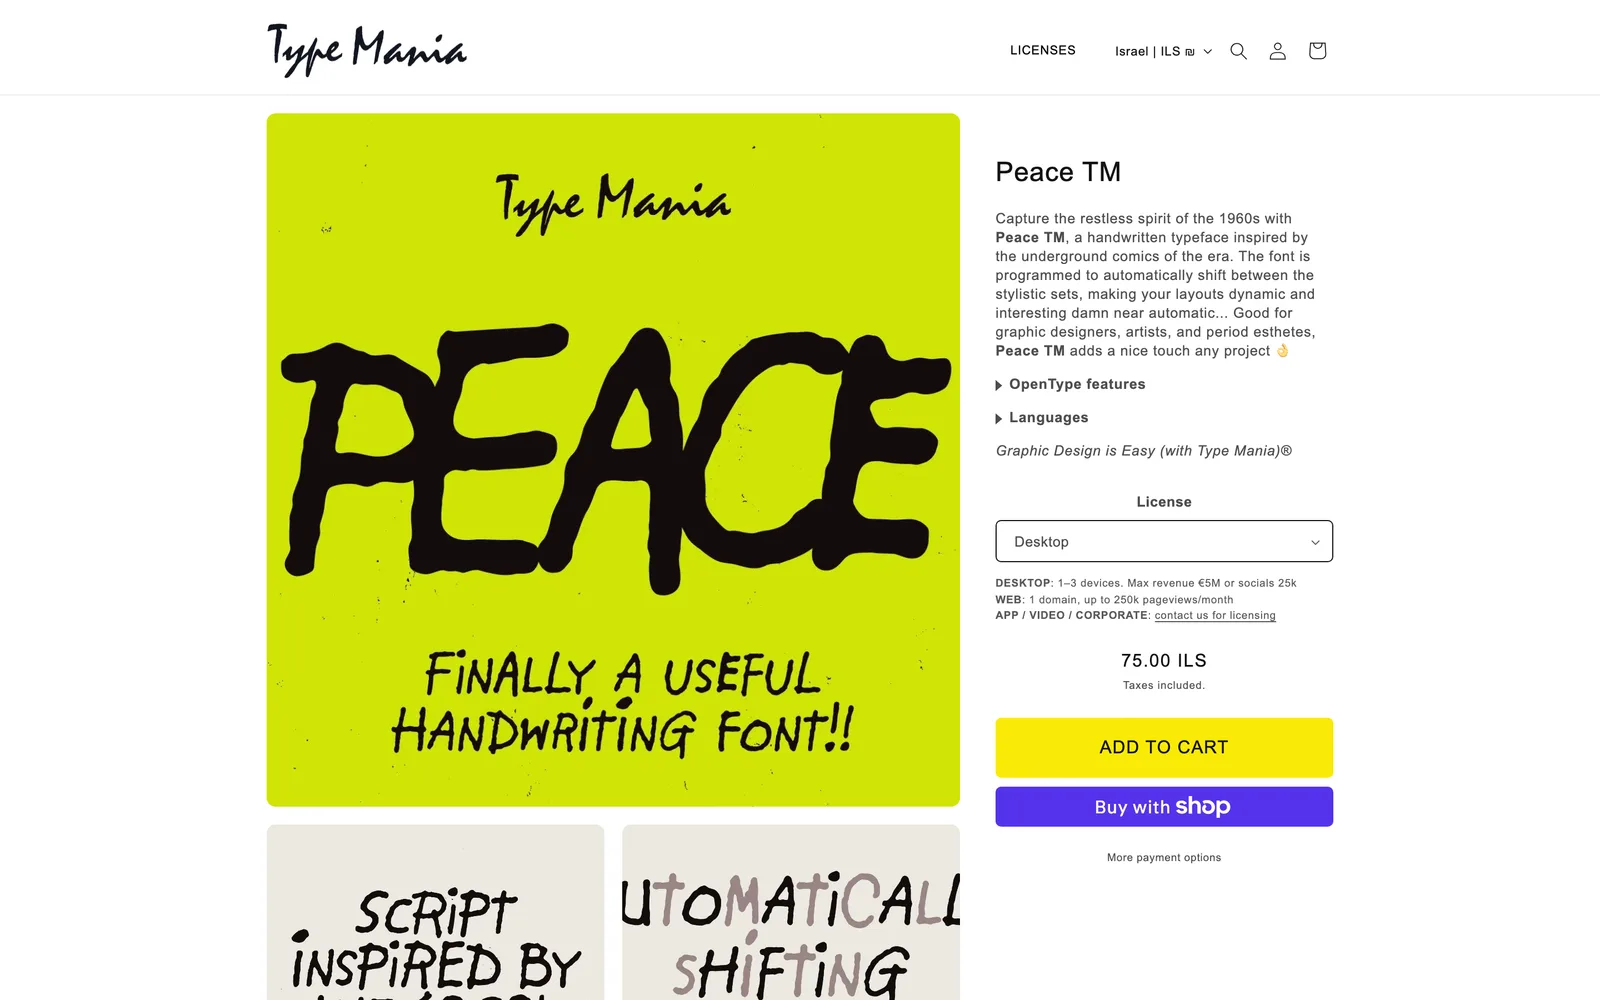 Type Mania
LICENSES
Israel | ILS ₪
Type Mania
PEACE
FiNALLY A USEFUL
HANDWRiTiNG FONT!!
SCRiPT
iNSPiRED BY
UTOMATiCALL
SHiFTiNG
Peace TM
Capture the restless spirit of the 1960s with
Peace TM, a handwritten typeface inspired by
the underground comics of the era. The font is
programmed to automatically shift between the
stylistic sets, making your layouts dynamic and
interesting damn near automatic... Good for
graphic designers, artists, and period esthetes,
Peace TM adds a nice touch any project 👌
OpenType features
Languages
Graphic Design is Easy (with Type Mania)®
License
Desktop
DESKTOP: 1–3 devices. Max revenue €5M or socials 25k
WEB: 1 domain, up to 250k pageviews/month
APP / VIDEO / CORPORATE: contact us for licensing
75.00 ILS
Taxes included.
ADD TO CART
Buy with shop
More payment options